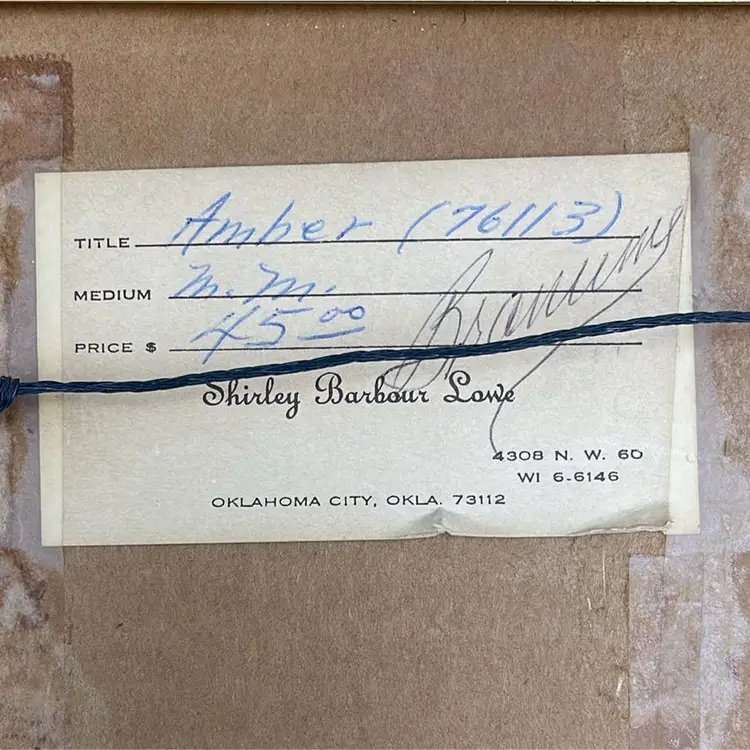 TITLE Amber (76113)
MEDIUM m.m.
PRICE $ 45.00
Shirley Barbour Lowe
4308 N. W. 60
WI 6-6146
OKLAHOMA CITY, OKLA. 73112